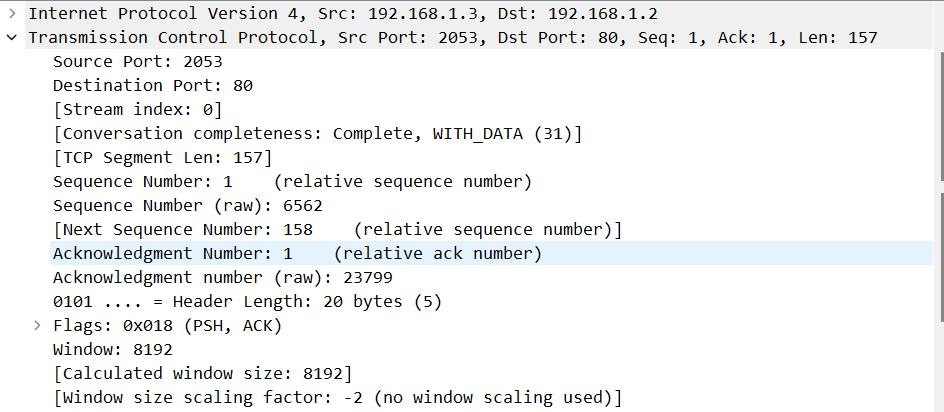 Internet Protocol Version 4, Src: 192.168.1.3, Dst: 192.168.1.2
Transmission Control Protocol, Src Port: 2053, Dst Port: 80, Seq: 1, Ack: 1, Len: 157
Source Port: 2053
Destination Port: 80
[Stream index: 0]
[Conversation completeness: Complete, WITH_DATA (31)]
[TCP Segment Len: 157]
Sequence Number: 1    (relative sequence number)
Sequence Number (raw): 6562
[Next Sequence Number: 158    (relative sequence number)]
Acknowledgment Number: 1    (relative ack number)
Acknowledgment number (raw): 23799
0101 .... = Header Length: 20 bytes (5)
Flags: 0x018 (PSH, ACK)
Window: 8192
[Calculated window size: 8192]
[Window size scaling factor: -2 (no window scaling used)]